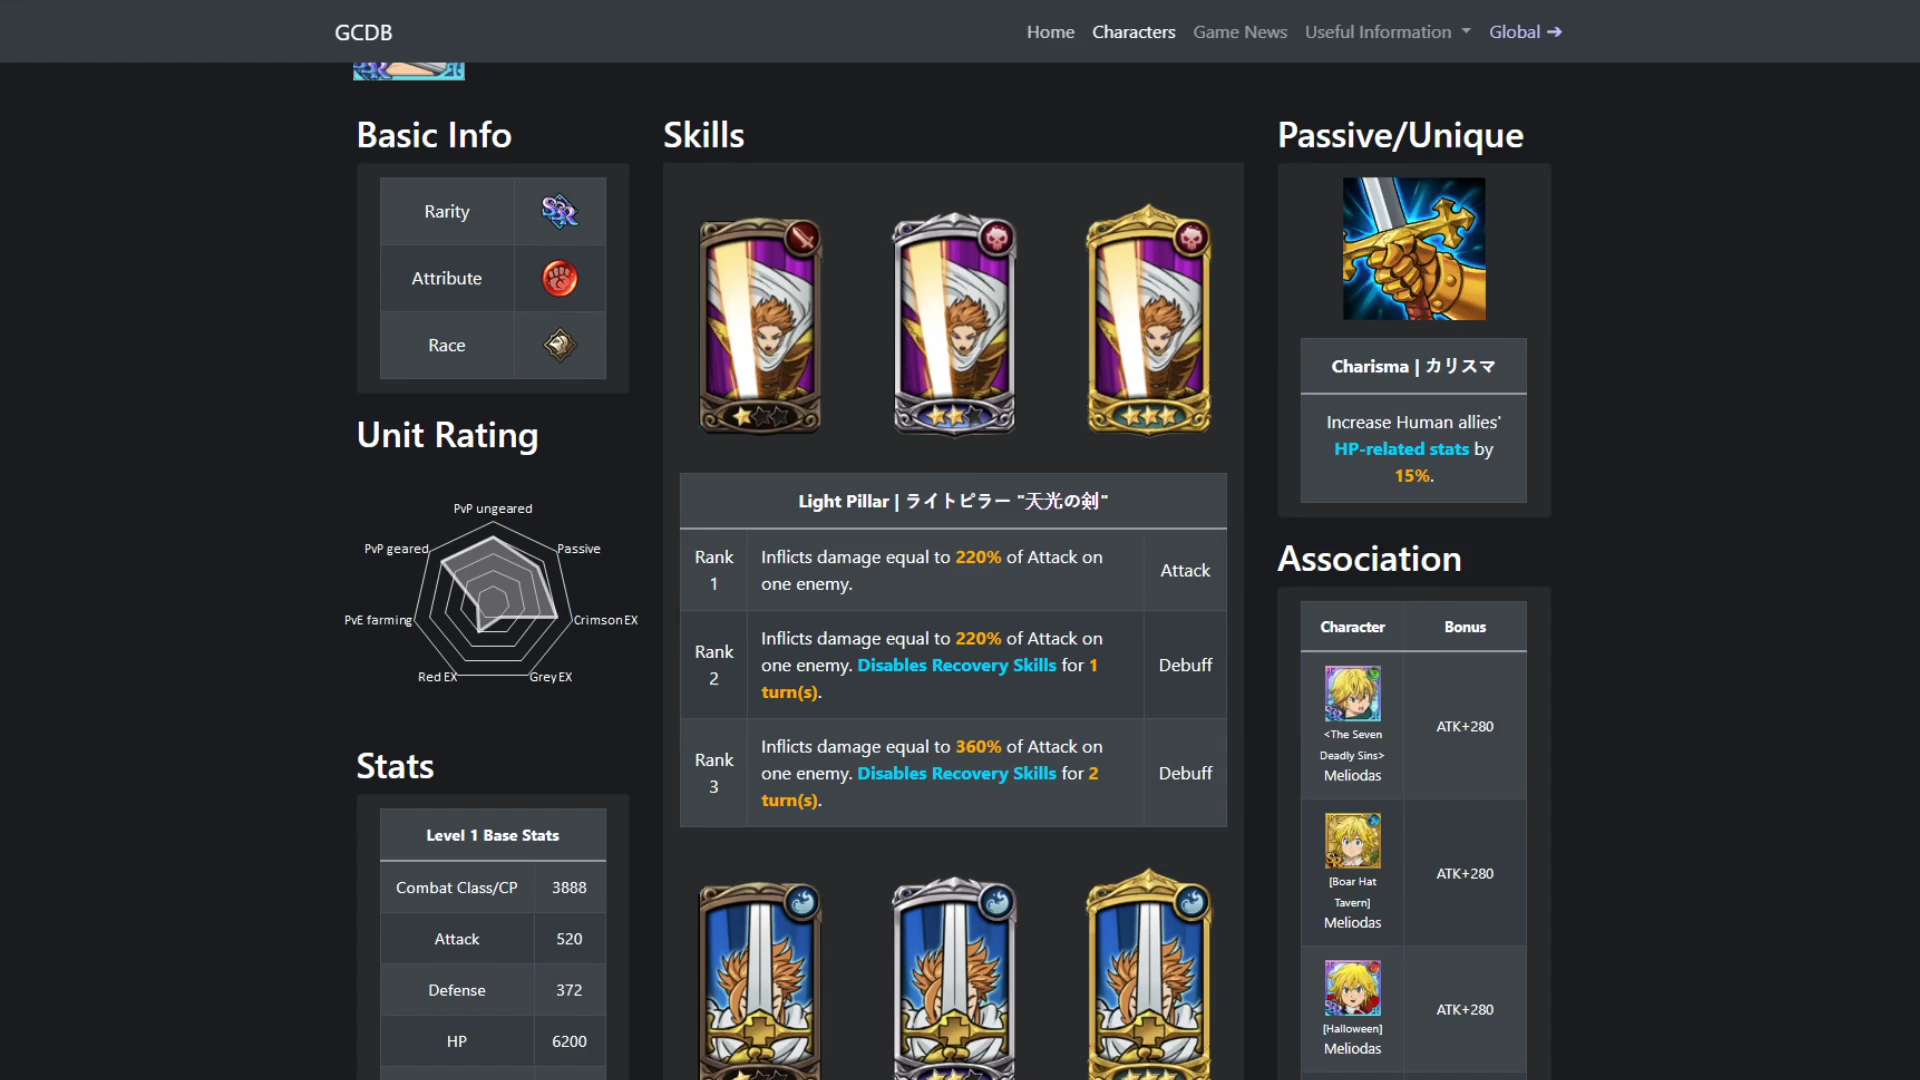 GCDB
Home
Characters
Game News
Useful Information
Global ➔
Basic Info
Rarity
SSR
Attribute
Race
Unit Rating
PvP ungeared
PvP geared
Passive
PvE farming
Crimson EX
Red EX
Grey EX
Stats
Level 1 Base Stats
Combat Class/CP 3888
Attack 520
Defense 372
HP 6200
Skills
Light Pillar | ライトピラー "天光の剣"
Rank 1
Inflicts damage equal to 220% of Attack on
one enemy.
Attack
Rank 2
Inflicts damage equal to 220% of Attack on
one enemy. Disables Recovery Skills for 1
turn(s).
Debuff
Rank 3
Inflicts damage equal to 360% of Attack on
one enemy. Disables Recovery Skills for 2
turn(s).
Debuff
Passive/Unique
Charisma | カリスマ
Increase Human allies'
HP-related stats by
15%.
Association
Character Bonus
SSR
<The Seven
Deadly Sins>
Meliodas
ATK+280
SR
[Boar Hat
Tavern]
Meliodas
ATK+280
SSR
[Halloween]
Meliodas
ATK+280